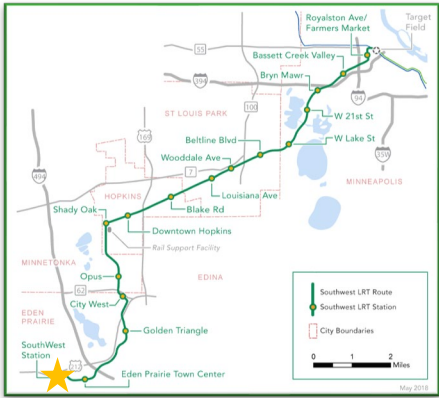 Royalston Ave/
Farmers Market
Target
Field
55
Bassett Creek Valley
394
Bryn Mawr
94
100
ST LOUIS PARK
W 21st St
169
Beltline Blvd
W Lake St
35W
Wooddale Ave
7
MINNEAPOLIS
494
Louisiana Ave
HOPKINS
Blake Rd
Shady Oak
Downtown Hopkins
Rail Support Facility
MINNETONKA
EDINA
Opus
62
City West
Southwest LRT Route
Southwest LRT Station
City Boundaries
EDEN
PRAIRIE
Golden Triangle
SouthWest
Station
212
Eden Prairie Town Center
0 1 2
Miles
May 2018